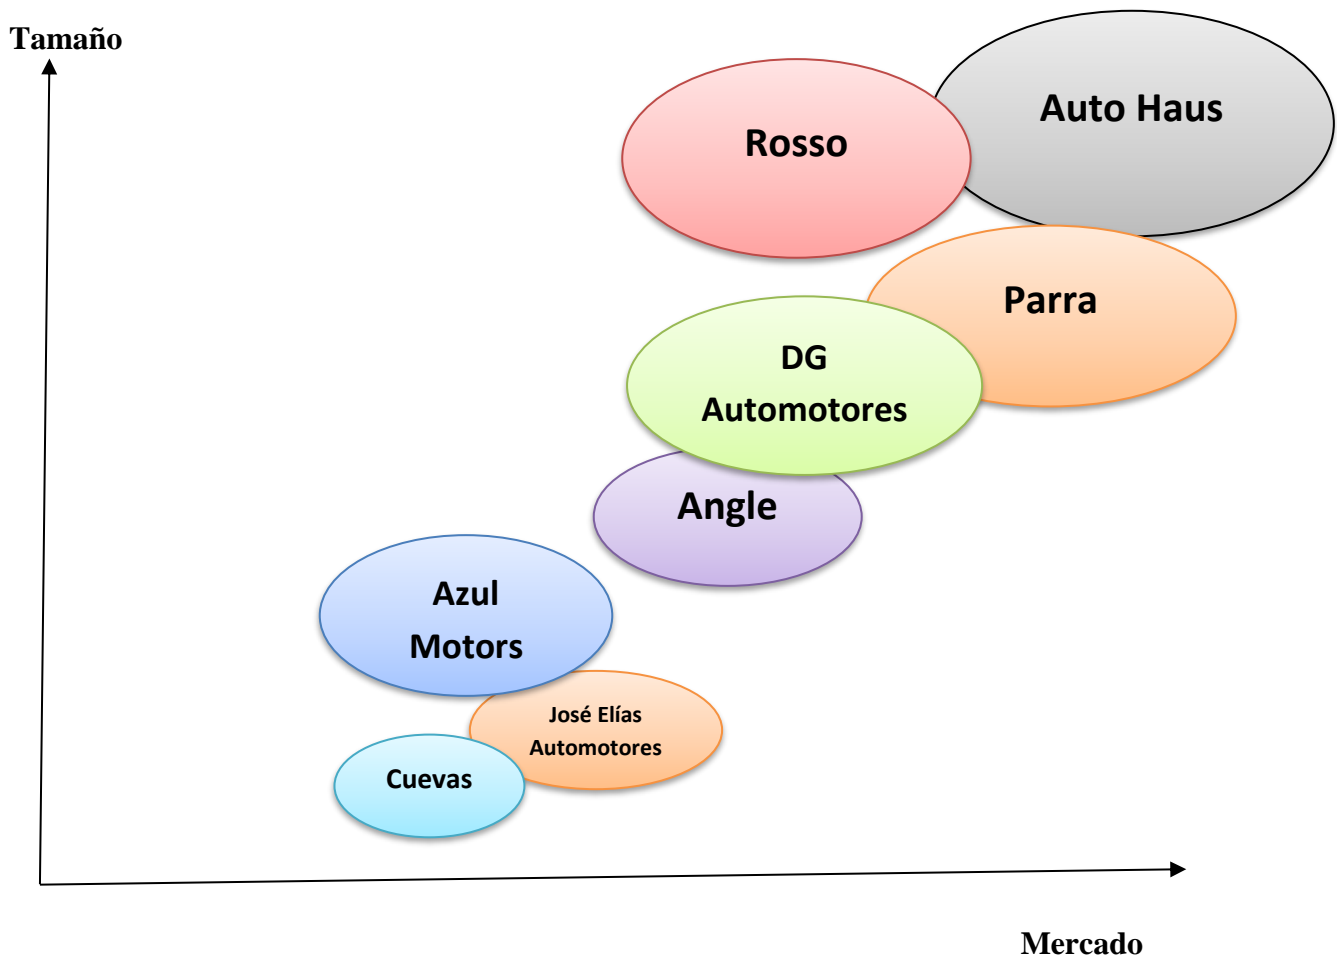 Tamaño
Auto Haus
Rosso
Parra
DG
Automotores
Angle
Azul
Motors
José Elías
Automotores
Cuevas
Mercado